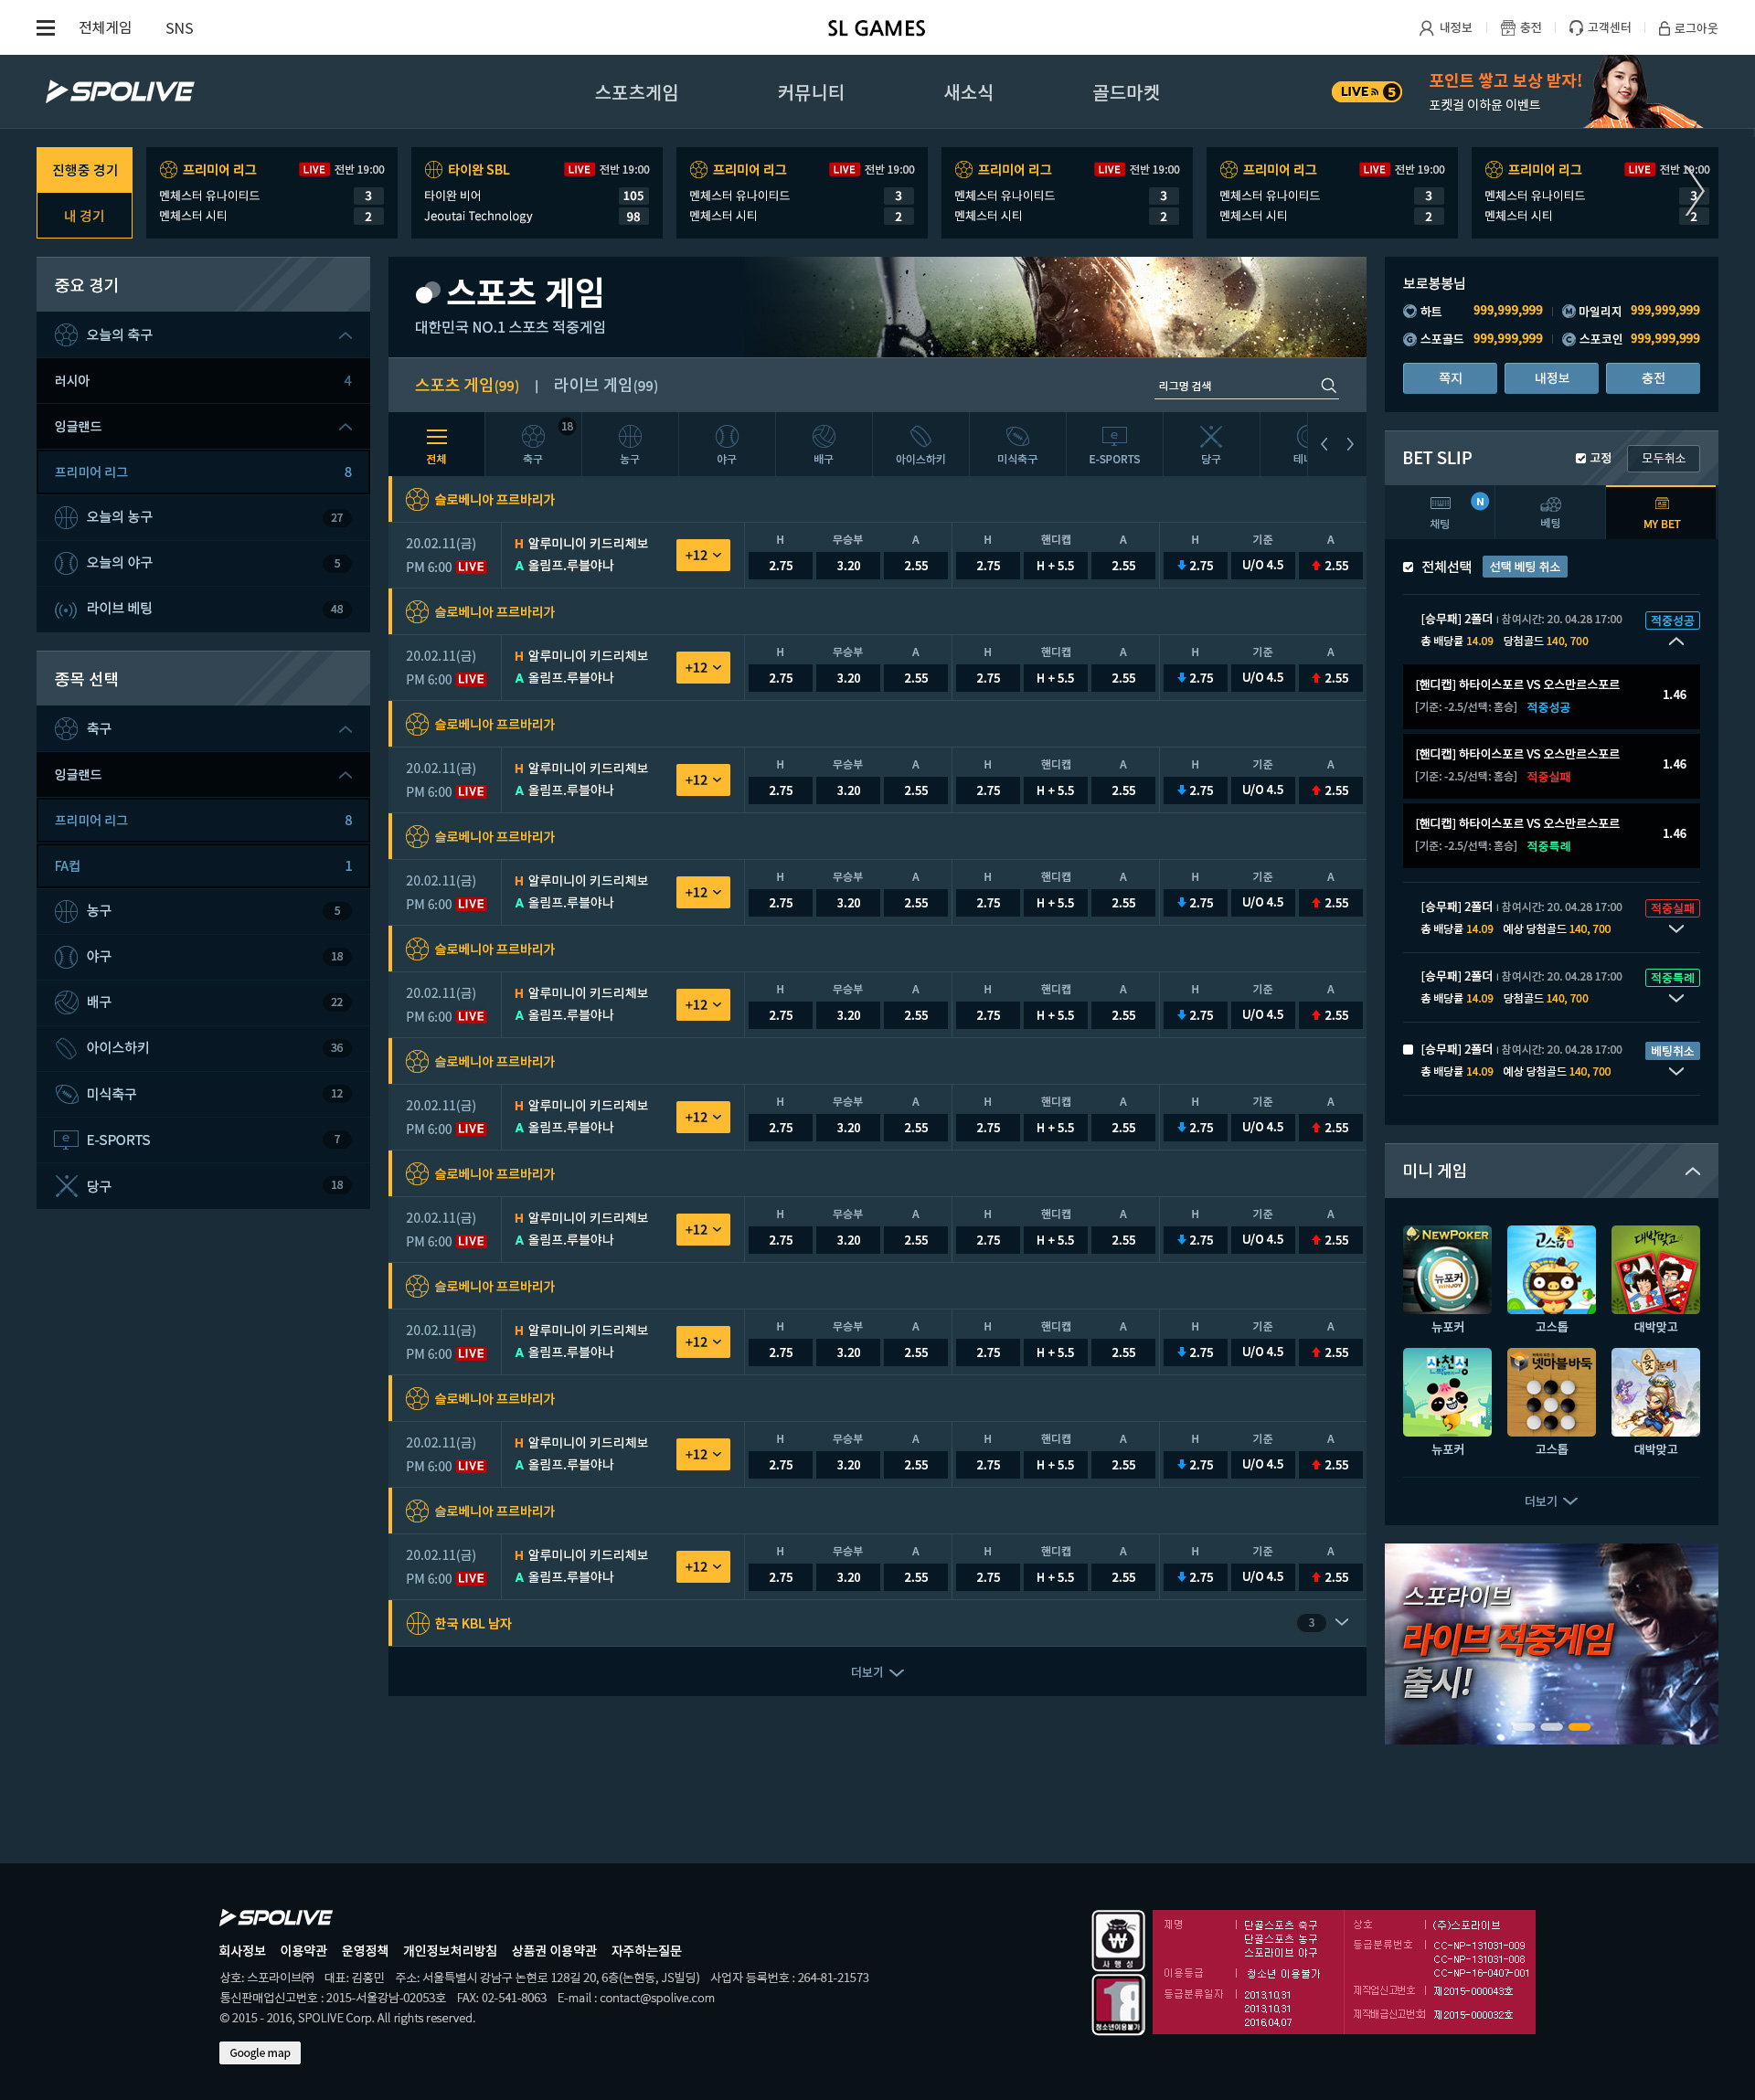 전체게임 SNS SL GAMES 내정보 충전 고객센터 로그아웃
SPOLIVE 스포츠게임 커뮤니티 새소식 골드마켓 LIVE 5 포인트 쌓고 보상 받자!
포켓걸 이하윤 이벤트
진행중 경기
내 경기
프리미어 리그 LIVE 전반 19:00
멘체스터 유나이티드 3
멘체스터 시티 2
타이완 SBL LIVE 전반 19:00
타이완 비어 105
Jeoutai Technology 98
프리미어 리그 LIVE 전반 19:00
멘체스터 유나이티드 3
멘체스터 시티 2
프리미어 리그 LIVE 전반 19:00
멘체스터 유나이티드 3
멘체스터 시티 2
프리미어 리그 LIVE 전반 19:00
멘체스터 유나이티드 3
멘체스터 시티 2
프리미어 리그 LIVE 전반 19:00
멘체스터 유나이티드 3
멘체스터 시티 2
중요 경기
오늘의 축구
러시아 4
잉글랜드
프리미어 리그 8
오늘의 농구 27
오늘의 야구 5
라이브 베팅 48
종목 선택
축구
잉글랜드
프리미어 리그 8
FA컵 1
농구 5
야구 18
배구 22
아이스하키 36
미식축구 12
E-SPORTS 7
당구 18
스포츠 게임
대한민국 NO.1 스포츠 적중게임
스포츠 게임(99) | 라이브 게임(99) 리그명 검색
전체 축구 18 농구 야구 배구 아이스하키 미식축구 E-SPORTS 당구 테니
슬로베니아 프르바리가
H 무승부 A H 핸디캡 A H 기준 A
20.02.11(금) H 알루미니이 키드리체보 +12
PM 6:00 LIVE A 올림프.루블야나 2.75 3.20 2.55 2.75 H + 5.5 2.55 2.75 U/O 4.5 2.55
슬로베니아 프르바리가
H 무승부 A H 핸디캡 A H 기준 A
20.02.11(금) H 알루미니이 키드리체보 +12
PM 6:00 LIVE A 올림프.루블야나 2.75 3.20 2.55 2.75 H + 5.5 2.55 2.75 U/O 4.5 2.55
슬로베니아 프르바리가
H 무승부 A H 핸디캡 A H 기준 A
20.02.11(금) H 알루미니이 키드리체보 +12
PM 6:00 LIVE A 올림프.루블야나 2.75 3.20 2.55 2.75 H + 5.5 2.55 2.75 U/O 4.5 2.55
슬로베니아 프르바리가
H 무승부 A H 핸디캡 A H 기준 A
20.02.11(금) H 알루미니이 키드리체보 +12
PM 6:00 LIVE A 올림프.루블야나 2.75 3.20 2.55 2.75 H + 5.5 2.55 2.75 U/O 4.5 2.55
슬로베니아 프르바리가
H 무승부 A H 핸디캡 A H 기준 A
20.02.11(금) H 알루미니이 키드리체보 +12
PM 6:00 LIVE A 올림프.루블야나 2.75 3.20 2.55 2.75 H + 5.5 2.55 2.75 U/O 4.5 2.55
슬로베니아 프르바리가
H 무승부 A H 핸디캡 A H 기준 A
20.02.11(금) H 알루미니이 키드리체보 +12
PM 6:00 LIVE A 올림프.루블야나 2.75 3.20 2.55 2.75 H + 5.5 2.55 2.75 U/O 4.5 2.55
슬로베니아 프르바리가
H 무승부 A H 핸디캡 A H 기준 A
20.02.11(금) H 알루미니이 키드리체보 +12
PM 6:00 LIVE A 올림프.루블야나 2.75 3.20 2.55 2.75 H + 5.5 2.55 2.75 U/O 4.5 2.55
슬로베니아 프르바리가
H 무승부 A H 핸디캡 A H 기준 A
20.02.11(금) H 알루미니이 키드리체보 +12
PM 6:00 LIVE A 올림프.루블야나 2.75 3.20 2.55 2.75 H + 5.5 2.55 2.75 U/O 4.5 2.55
슬로베니아 프르바리가
H 무승부 A H 핸디캡 A H 기준 A
20.02.11(금) H 알루미니이 키드리체보 +12
PM 6:00 LIVE A 올림프.루블야나 2.75 3.20 2.55 2.75 H + 5.5 2.55 2.75 U/O 4.5 2.55
슬로베니아 프르바리가
H 무승부 A H 핸디캡 A H 기준 A
20.02.11(금) H 알루미니이 키드리체보 +12
PM 6:00 LIVE A 올림프.루블야나 2.75 3.20 2.55 2.75 H + 5.5 2.55 2.75 U/O 4.5 2.55
한국 KBL 남자 3
더보기
보로봉봉님
하트 999,999,999 M 마일리지 999,999,999
G 스포골드 999,999,999 C 스포코인 999,999,999
쪽지 내정보 충전
BET SLIP 고정 모두취소
채팅 N 베팅 MY BET
전체선택 선택 베팅 취소
[승무패] 2폴더 | 참여시간: 20. 04.28 17:00 적중성공
총 배당률 14.09 당첨골드 140, 700
[핸디캡] 하타이스포르 VS 오스만르스포르 1.46
[기준: -2.5/선택: 홈승] 적중성공
[핸디캡] 하타이스포르 VS 오스만르스포르 1.46
[기준: -2.5/선택: 홈승] 적중실패
[핸디캡] 하타이스포르 VS 오스만르스포르 1.46
[기준: -2.5/선택: 홈승] 적중특례
[승무패] 2폴더 | 참여시간: 20. 04.28 17:00 적중실패
총 배당률 14.09 예상 당첨골드 140, 700
[승무패] 2폴더 | 참여시간: 20. 04.28 17:00 적중특례
총 배당률 14.09 당첨골드 140, 700
[승무패] 2폴더 | 참여시간: 20. 04.28 17:00 베팅취소
총 배당률 14.09 예상 당첨골드 140, 700
미니 게임
NEWPOKER 뉴포커 고스톱 대박맞고
뉴포커 고스톱 대박맞고
사천성 넷마블바둑 윷놀이
뉴포커 고스톱 대박맞고
더보기
스포라이브
라이브 적중게임
출시!
SPOLIVE
회사정보 이용약관 운영정책 개인정보처리방침 상품권 이용약관 자주하는질문
상호: 스포라이브㈜ 대표: 김홍민 주소: 서울특별시 강남구 논현로 128길 20, 6층(논현동, JS빌딩) 사업자 등록번호 : 264-81-21573
통신판매업신고번호 : 2015-서울강남-02053호 FAX: 02-541-8063 E-mail : contact@spolive.com
© 2015 - 2016, SPOLIVE Corp. All rights reserved.
Google map
사행성
18
청소년이용불가
제명 | 단골스포츠 축구
단골스포츠 농구
스포라이브 야구
이용등급 | 청소년 이용불가
등급분류일자 | 2013.10.31
2013.10.31
2016.04.07
상호 | (주)스포라이브
등급분류번호 | CC-NP-131031-009
CC-NP-131031-008
CC-NP-16-0407-001
제작업신고번호 | 제2015-000043호
제작배급신고번호 | 제2015-000032호